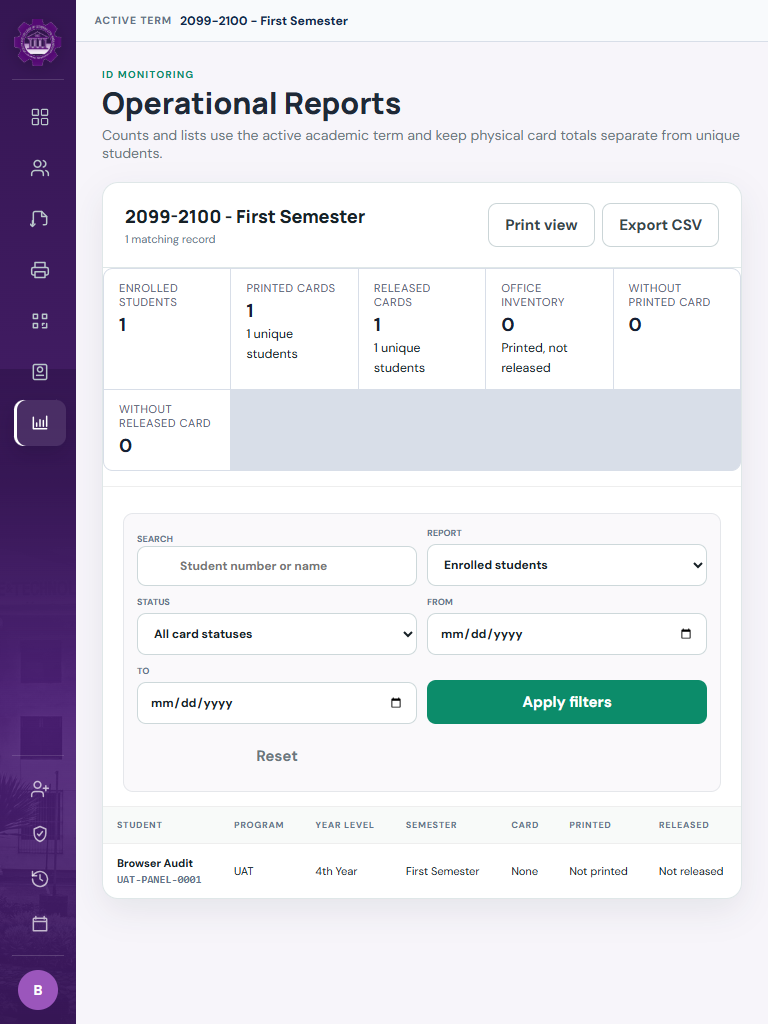 ACTIVE TERM 2099-2100 - First Semester
ID MONITORING
Operational Reports
Counts and lists use the active academic term and keep physical card totals separate from unique
students.
2099-2100 - First Semester
1 matching record
Print view
Export CSV
ENROLLED
STUDENTS
1
PRINTED CARDS
1
1 unique
students
RELEASED
CARDS
1
1 unique
students
OFFICE
INVENTORY
0
Printed, not
released
WITHOUT
PRINTED CARD
0
WITHOUT
RELEASED CARD
0
SEARCH
Student number or name
REPORT
Enrolled students
STATUS
All card statuses
FROM
mm/dd/yyyy
TO
mm/dd/yyyy
Apply filters
Reset
STUDENT PROGRAM YEAR LEVEL SEMESTER CARD PRINTED RELEASED
Browser Audit
UAT-PANEL-0001
UAT 4th Year First Semester None Not printed Not released
B